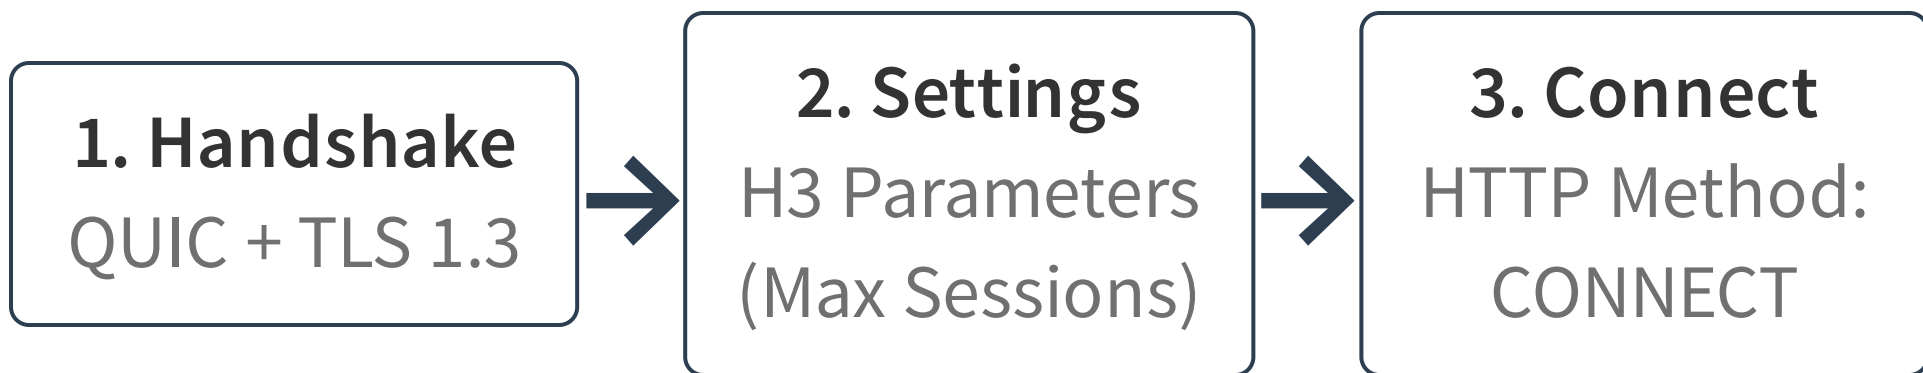 1. Handshake
QUIC + TLS 1.3
2. Settings
H3 Parameters
(Max Sessions)
3. Connect
HTTP Method:
CONNECT